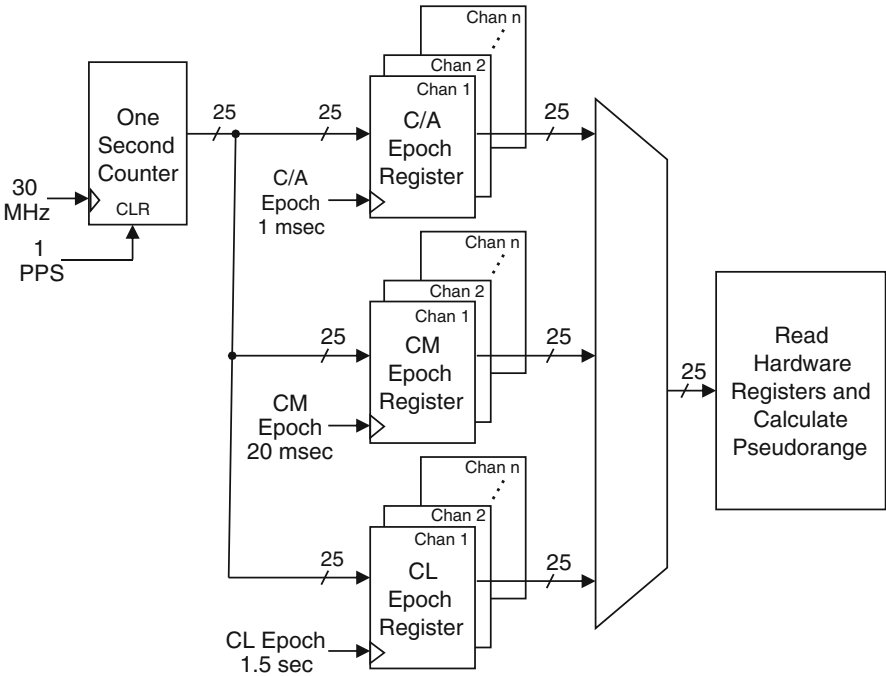 One
Second
Counter
CLR
30
MHz
1
PPS
25
25
Chan n
Chan 2
Chan 1
C/A
Epoch
Register
C/A
Epoch
1 msec
25
Chan n
Chan 2
Chan 1
25
CM
Epoch
Register
CM
Epoch
20 msec
25
Chan n
Chan 2
Chan 1
25
CL
Epoch
Register
CL Epoch
1.5 sec
25
25
Read
Hardware
Registers and
Calculate
Pseudorange